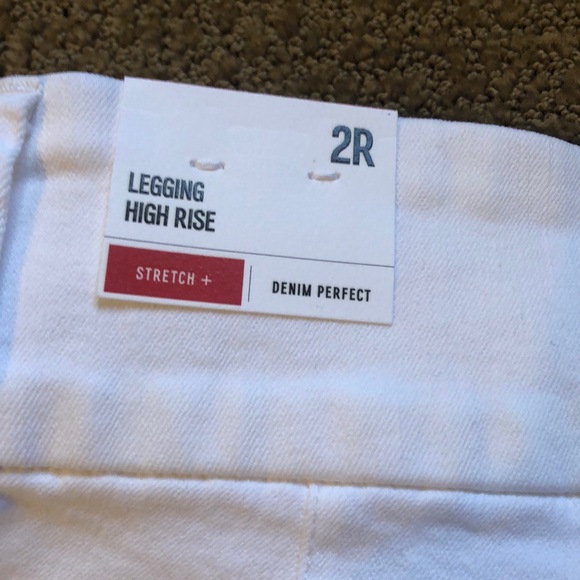 2R
LEGGING
HIGH RISE
STRETCH +
DENIM PERFECT